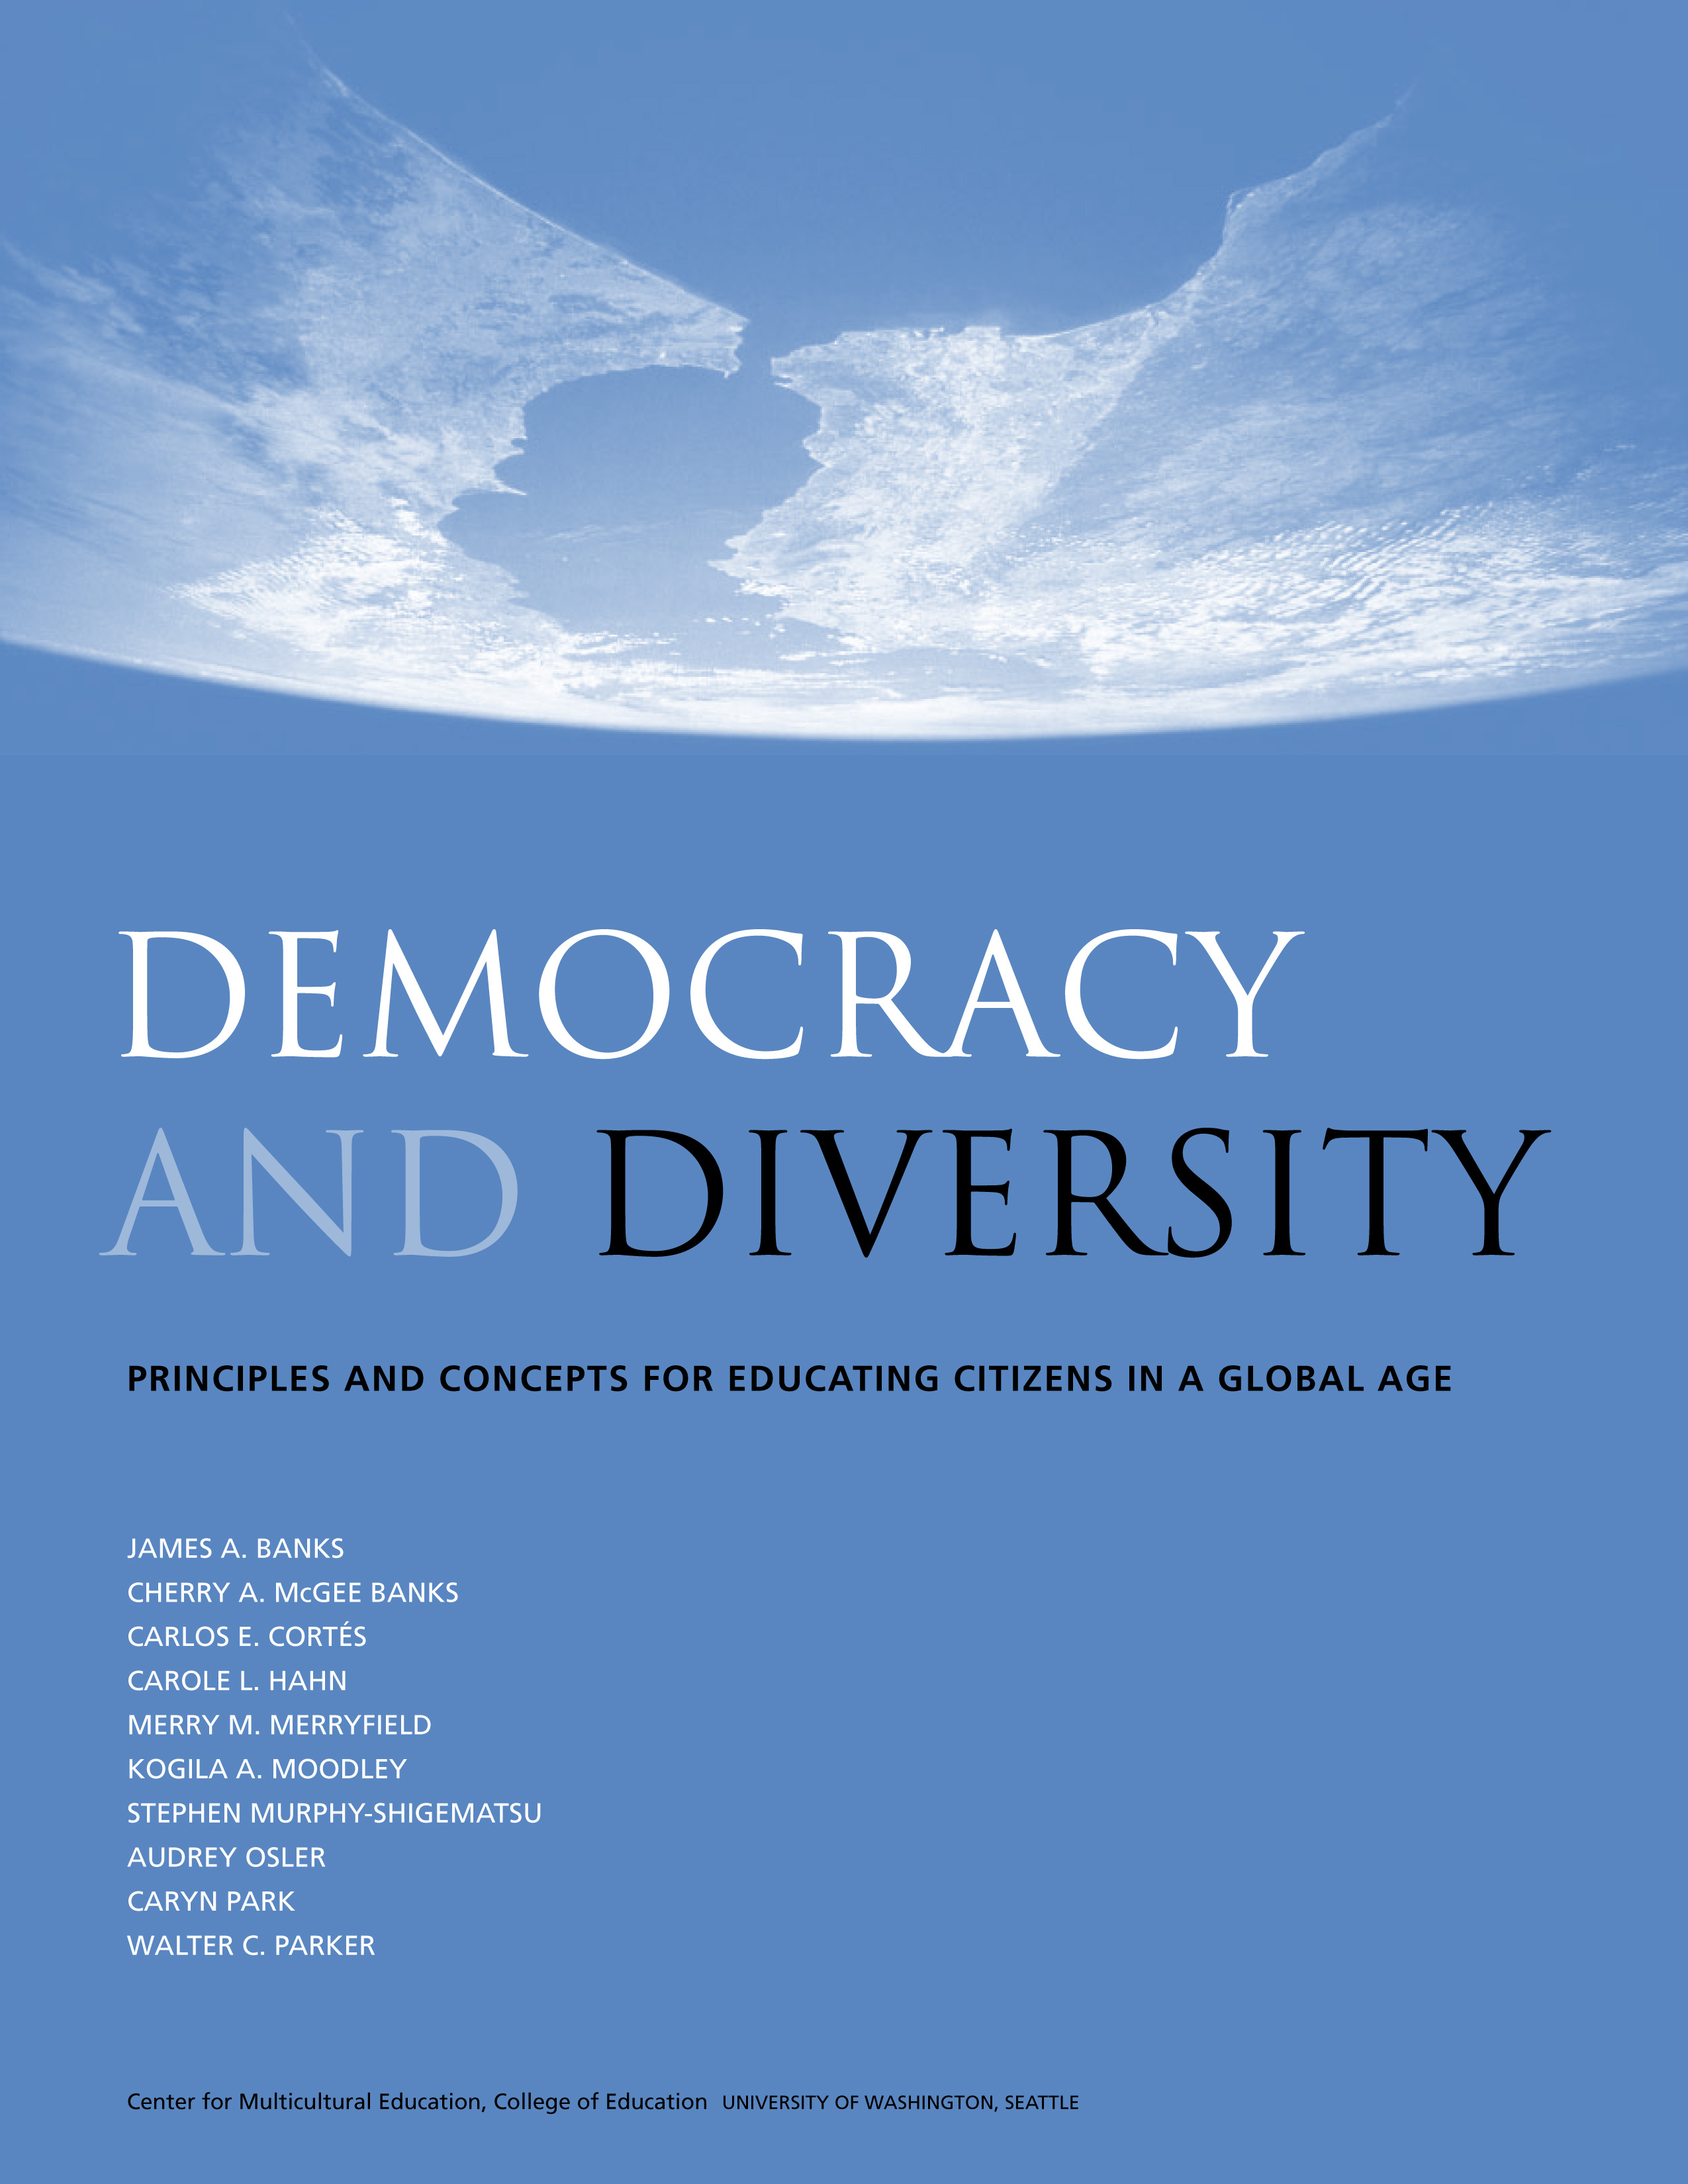 DEMOCRACY
AND DIVERSITY
PRINCIPLES AND CONCEPTS FOR EDUCATING CITIZENS IN A GLOBAL AGE
JAMES A. BANKS
CHERRY A. McGEE BANKS
CARLOS E. CORTÉS
CAROLE L. HAHN
MERRY M. MERRYFIELD
KOGILA A. MOODLEY
STEPHEN MURPHY-SHIGEMATSU
AUDREY OSLER
CARYN PARK
WALTER C. PARKER
Center for Multicultural Education, College of Education UNIVERSITY OF WASHINGTON, SEATTLE